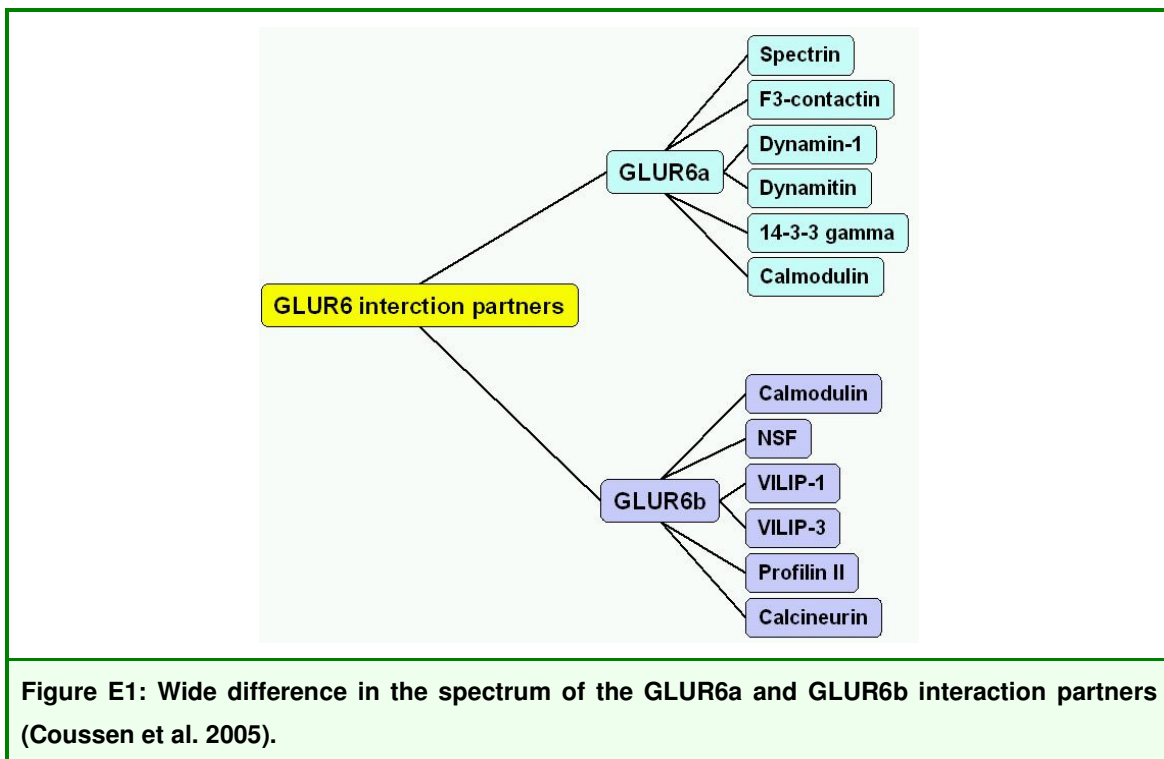 Spectrin
F3-contactin
Dynamin-1
GLUR6a
Dynamitin
14-3-3 gamma
Calmodulin
GLUR6 interction partners
Calmodulin
NSF
VILIP-1
GLUR6b
VILIP-3
Profilin II
Calcineurin
Figure E1: Wide difference in the spectrum of the GLUR6a and GLUR6b interaction partners
(Coussen et al. 2005).